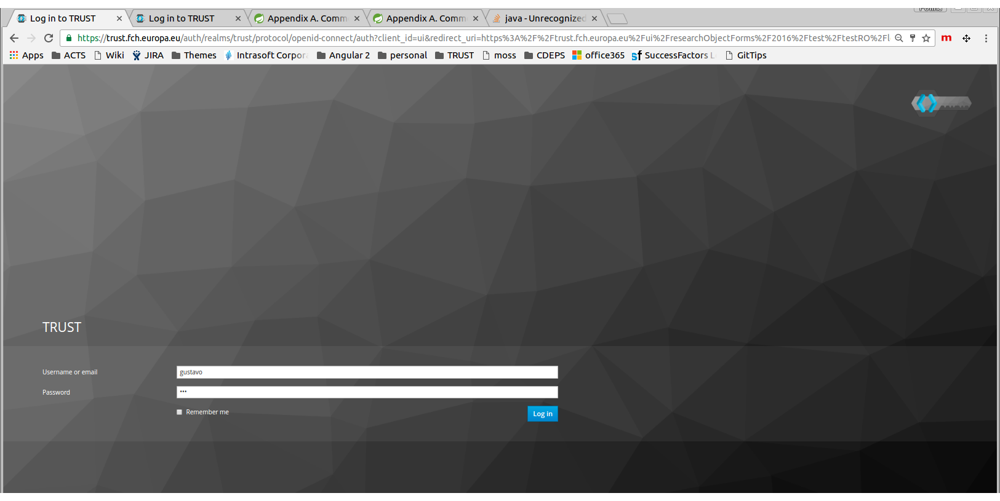 Log in to TRUST
Log in to TRUST
Appendix A. Comm
Appendix A. Comm
java - Unrecognized
https://trust.fch.europa.eu/auth/realms/trust/protocol/openid-connect/auth?client_id=ui&redirect_uri=https%3A%2F%2Ftrust.fch.europa.eu%2Fui%2FresearchObjectForms%2F2016%2Ftest%2FtestRO%2Fl
m
Apps ACTS Wiki JIRA Themes Intrasoft Corpor Angular 2 personal TRUST moss CDEPS office365 sf SuccessFactors L GitTips
TRUST
Username or email gustavo
Password •••
Remember me Log in